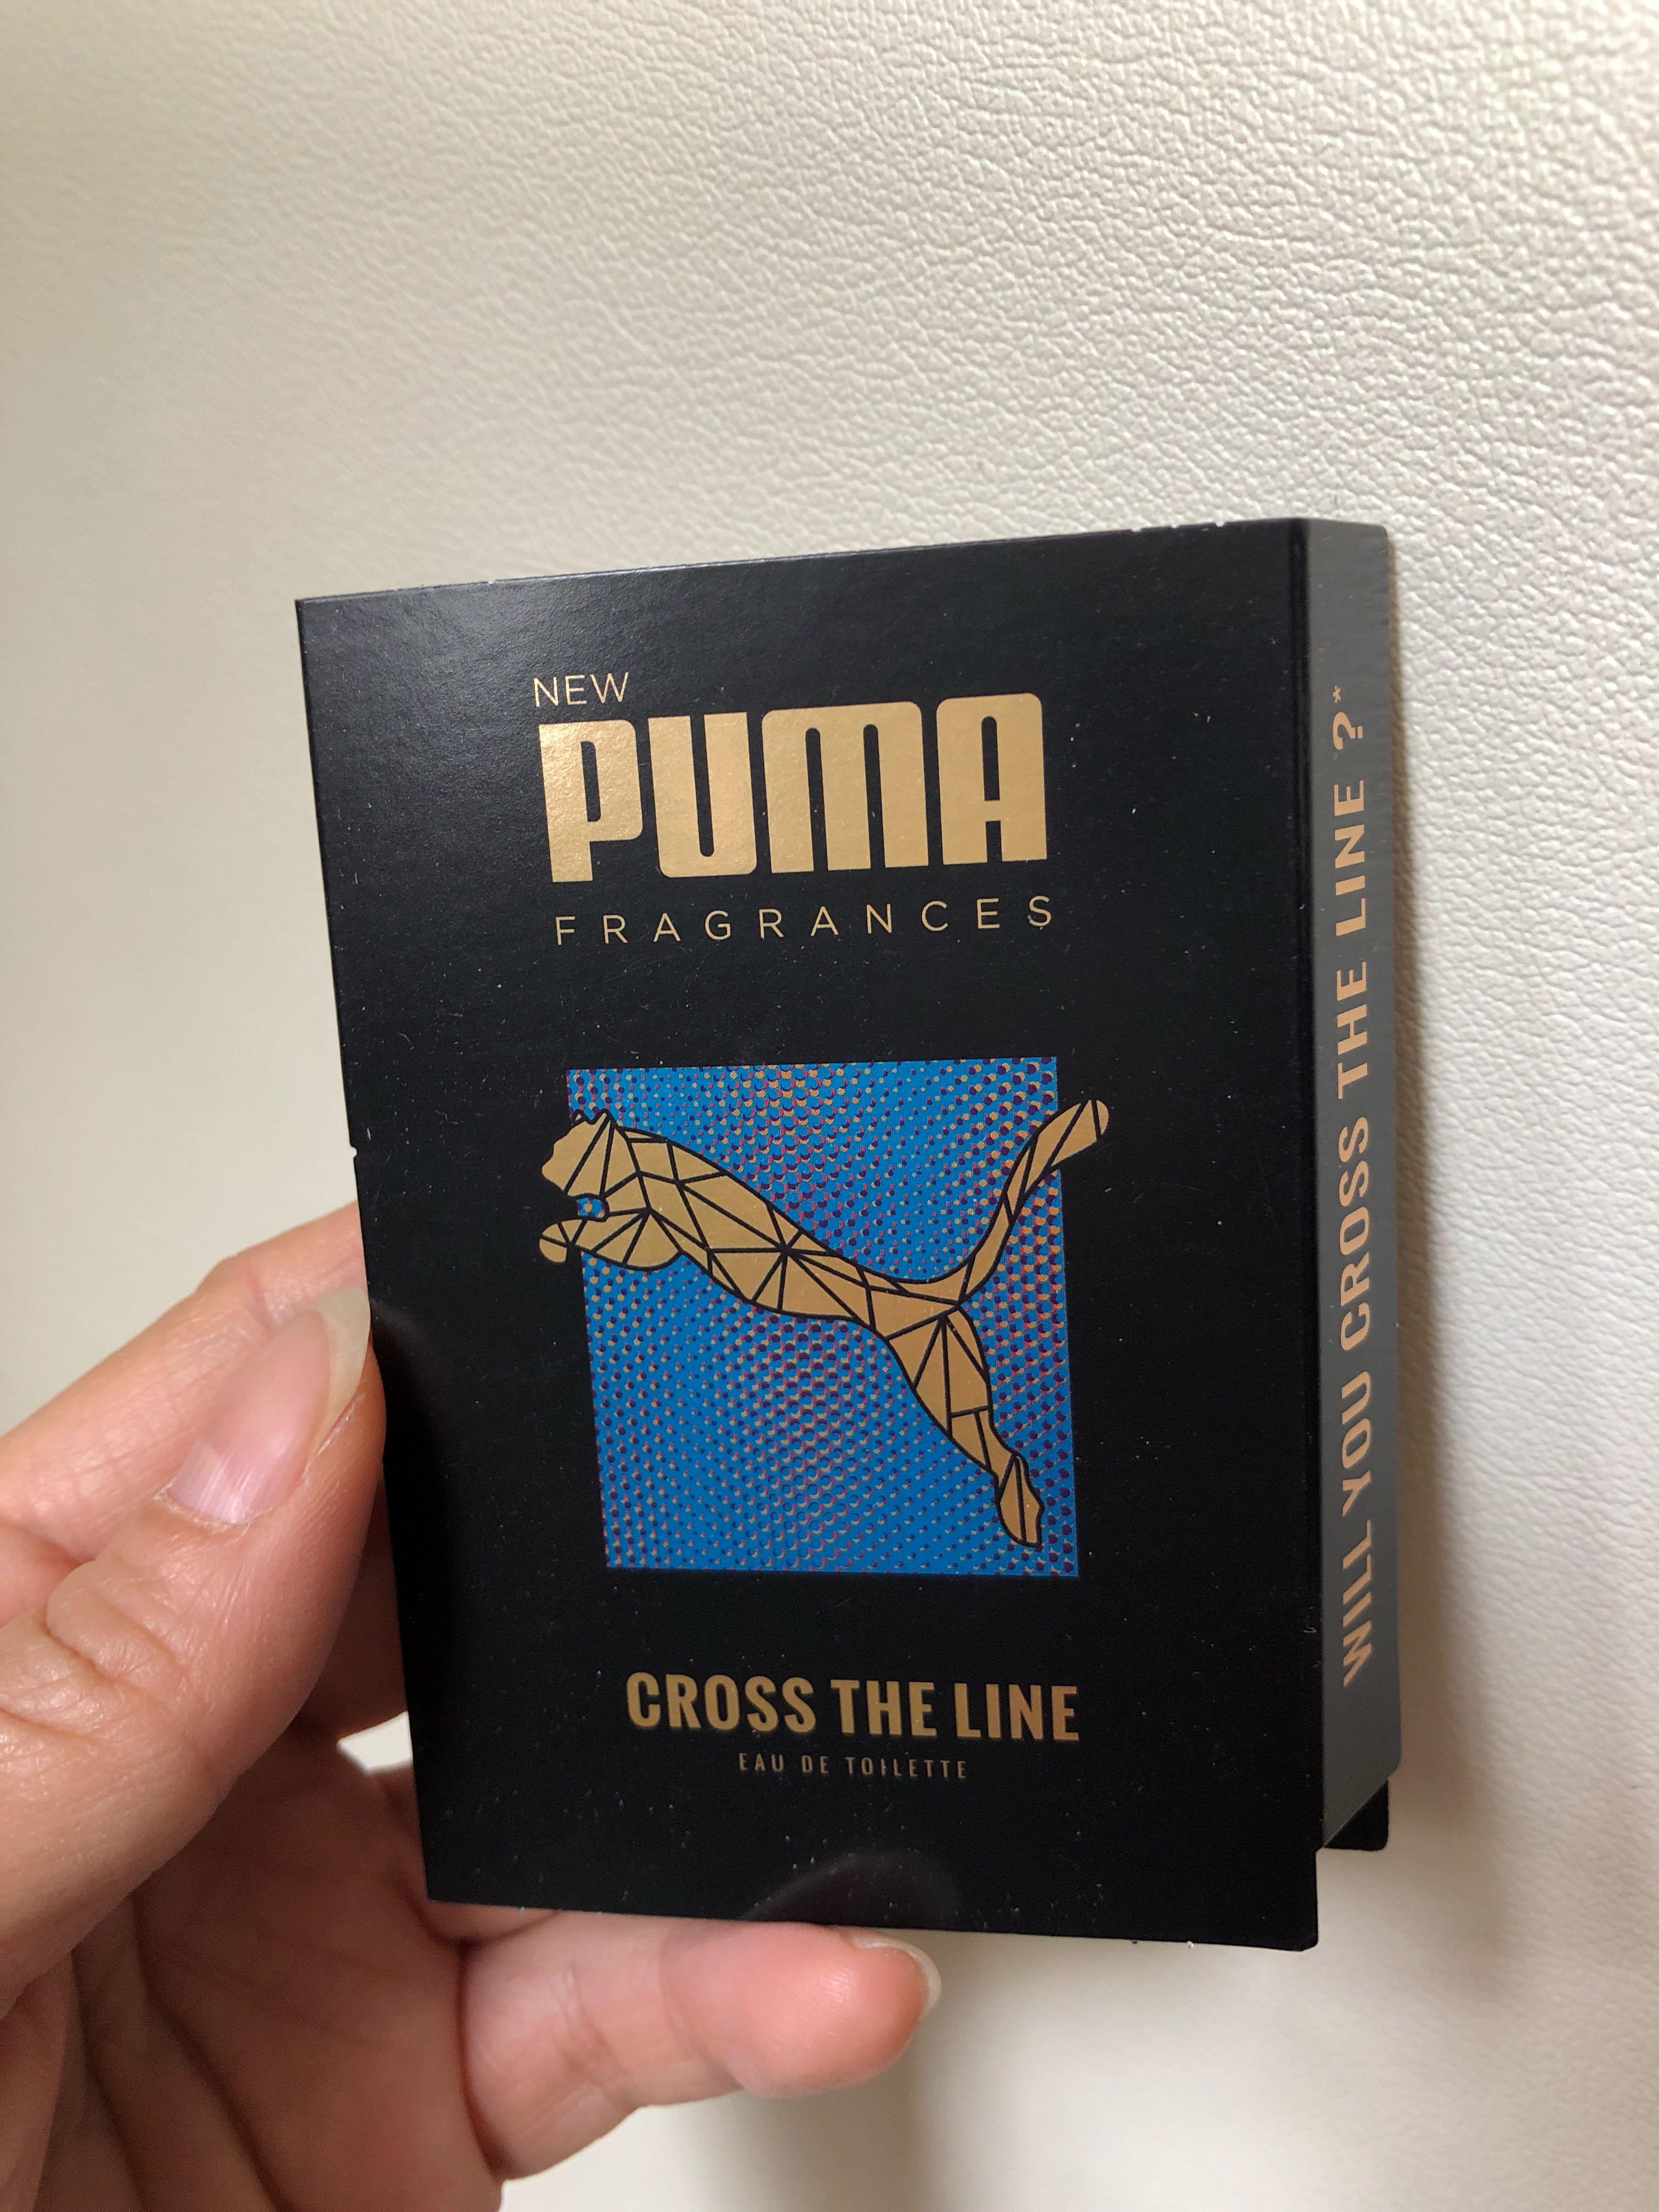 NEW
PUMA
FRAGRANCES
CROSS THE LINE
EAU DE TOILETTE
WILL YOU CROSS THE LINE ?*